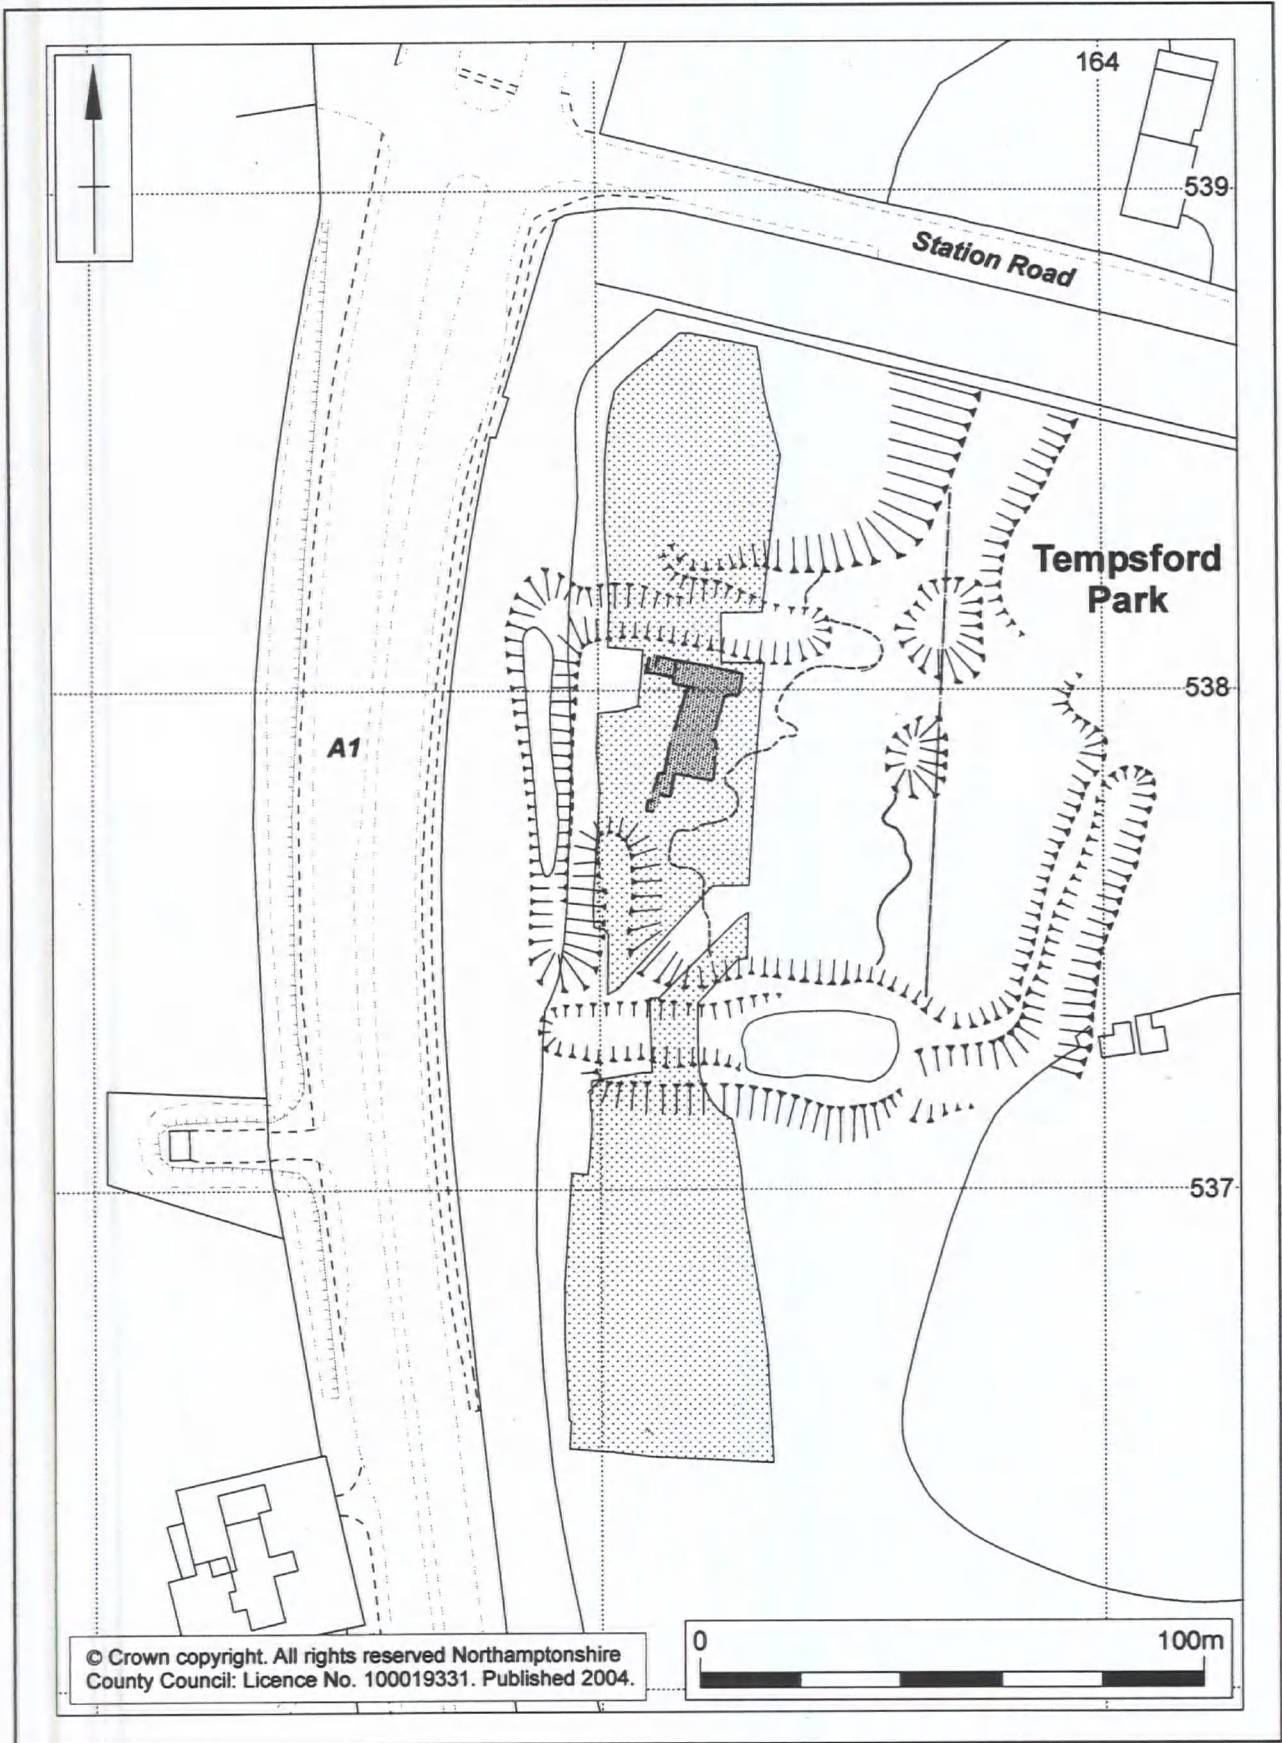 164
539
Station Road
Tempsford
Park
538
A1
537
© Crown copyright. All rights reserved Northamptonshire
County Council: Licence No. 100019331. Published 2004.
0 100m